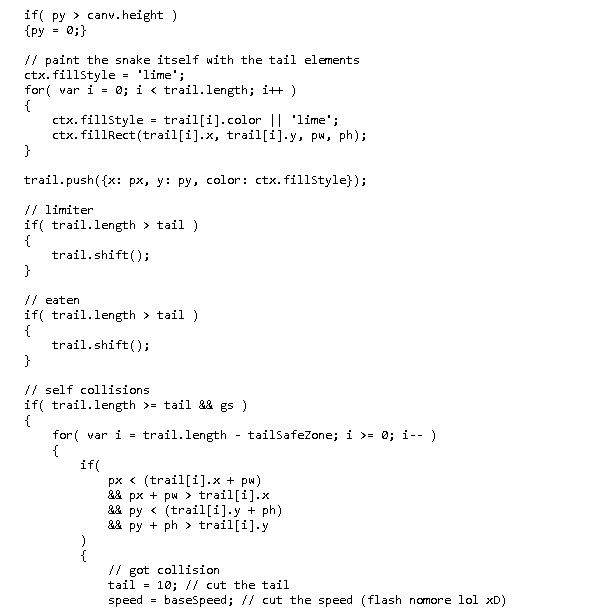 if( py > canv.height )
{py = 0;}

// paint the snake itself with the tail elements
ctx.fillStyle = 'lime';
for( var i = 0; i < trail.length; i++ )
{
    ctx.fillStyle = trail[i].color || 'lime';
    ctx.fillRect(trail[i].x, trail[i].y, pw, ph);
}

trail.push({x: px, y: py, color: ctx.fillStyle});

// limiter
if( trail.length > tail )
{
    trail.shift();
}

// eaten
if( trail.length > tail )
{
    trail.shift();
}

// self collisions
if( trail.length >= tail && gs )
{
    for( var i = trail.length - tailSafeZone; i >= 0; i-- )
    {
        if(
            px < (trail[i].x + pw)
            && px + pw > trail[i].x
            && py < (trail[i].y + ph)
            && py + ph > trail[i].y
        )
        {
            // got collision
            tail = 10; // cut the tail
            speed = baseSpeed; // cut the speed (flash nomore lol xD)